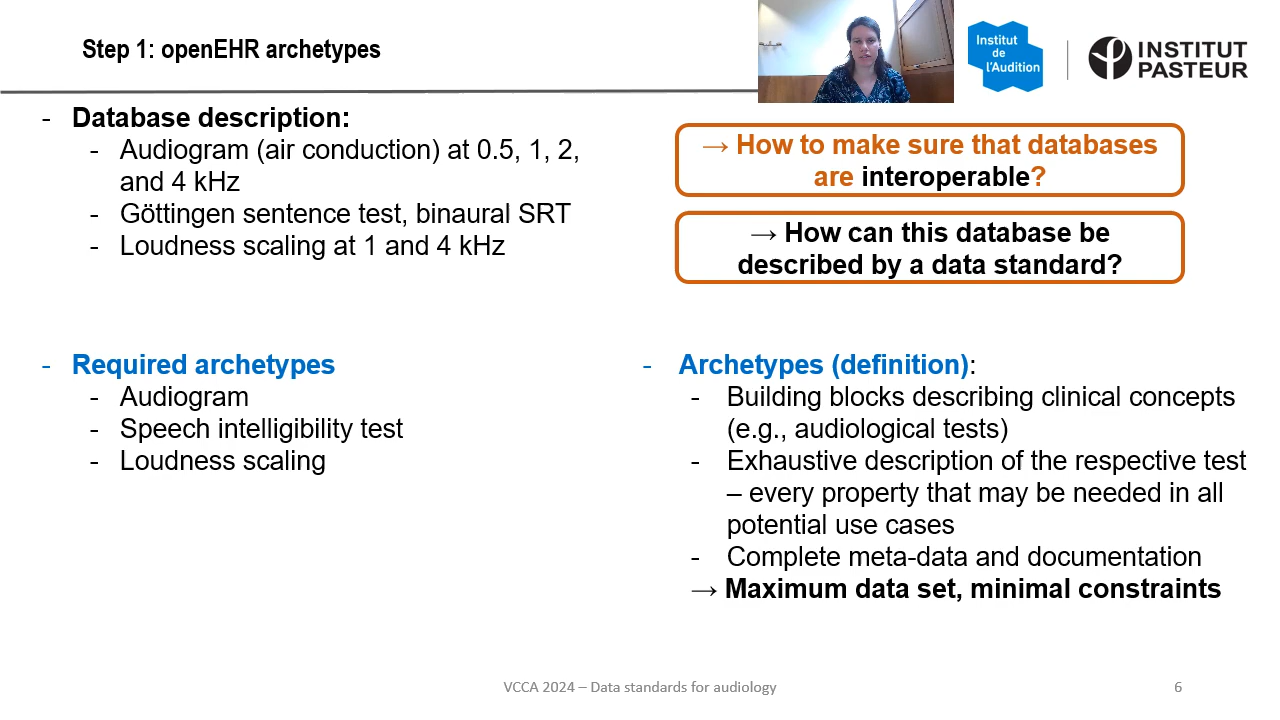 Step 1: openEHR archetypes
Institut
de
l'Audition
INSTITUT
PASTEUR
- Database description:
- Audiogram (air conduction) at 0.5, 1, 2,
and 4 kHz
- Göttingen sentence test, binaural SRT
- Loudness scaling at 1 and 4 kHz
→ How to make sure that databases
are interoperable?
→ How can this database be
described by a data standard?
- Required archetypes
- Audiogram
- Speech intelligibility test
- Loudness scaling
- Archetypes (definition):
- Building blocks describing clinical concepts
(e.g., audiological tests)
- Exhaustive description of the respective test
– every property that may be needed in all
potential use cases
- Complete meta-data and documentation
→ Maximum data set, minimal constraints
VCCA 2024 – Data standards for audiology
6